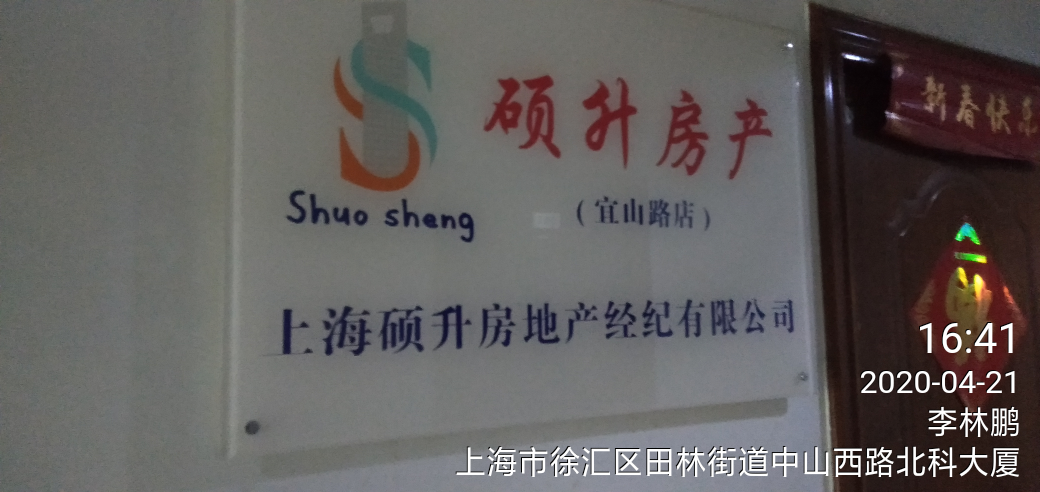 硕升房产
Shuo sheng
(宜山路店)
上海硕升房地产经纪有限公司
新春快乐
16:41
2020-04-21
李林鹏
上海市徐汇区田林街道中山西路北科大厦